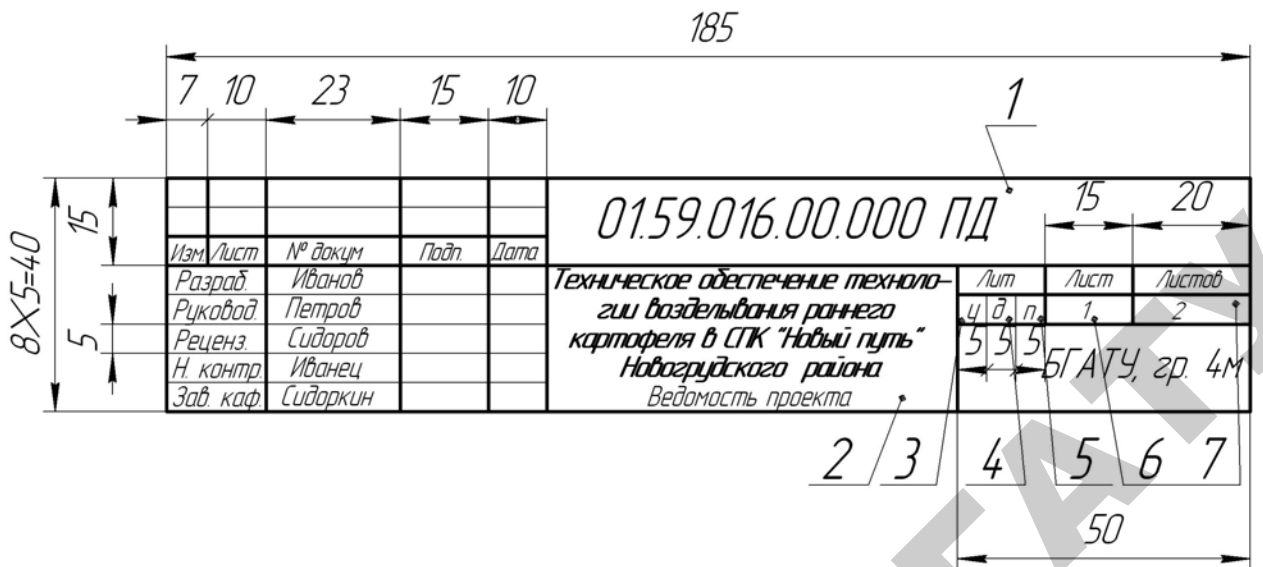 185
7 10 23 15 10 1
01.59.016.00.000 ПД 15 20
8X5=40 15
Изм. Лист № докум Подп. Дата
Разраб. Иванов Техническое обеспечение техноло- Лит Лист Листов
Руковод. Петров гии возделывания раннего у д п 1 2
5 Реценз. Сидоров картофеля в СПК "Новый путь" 5 5 5
Н. контр. Иванец Новогрудского района БГАТУ, гр. 4м
Зав. каф. Сидоркин Ведомость проекта
2 3 4 5 6 7
50
ГАТУ